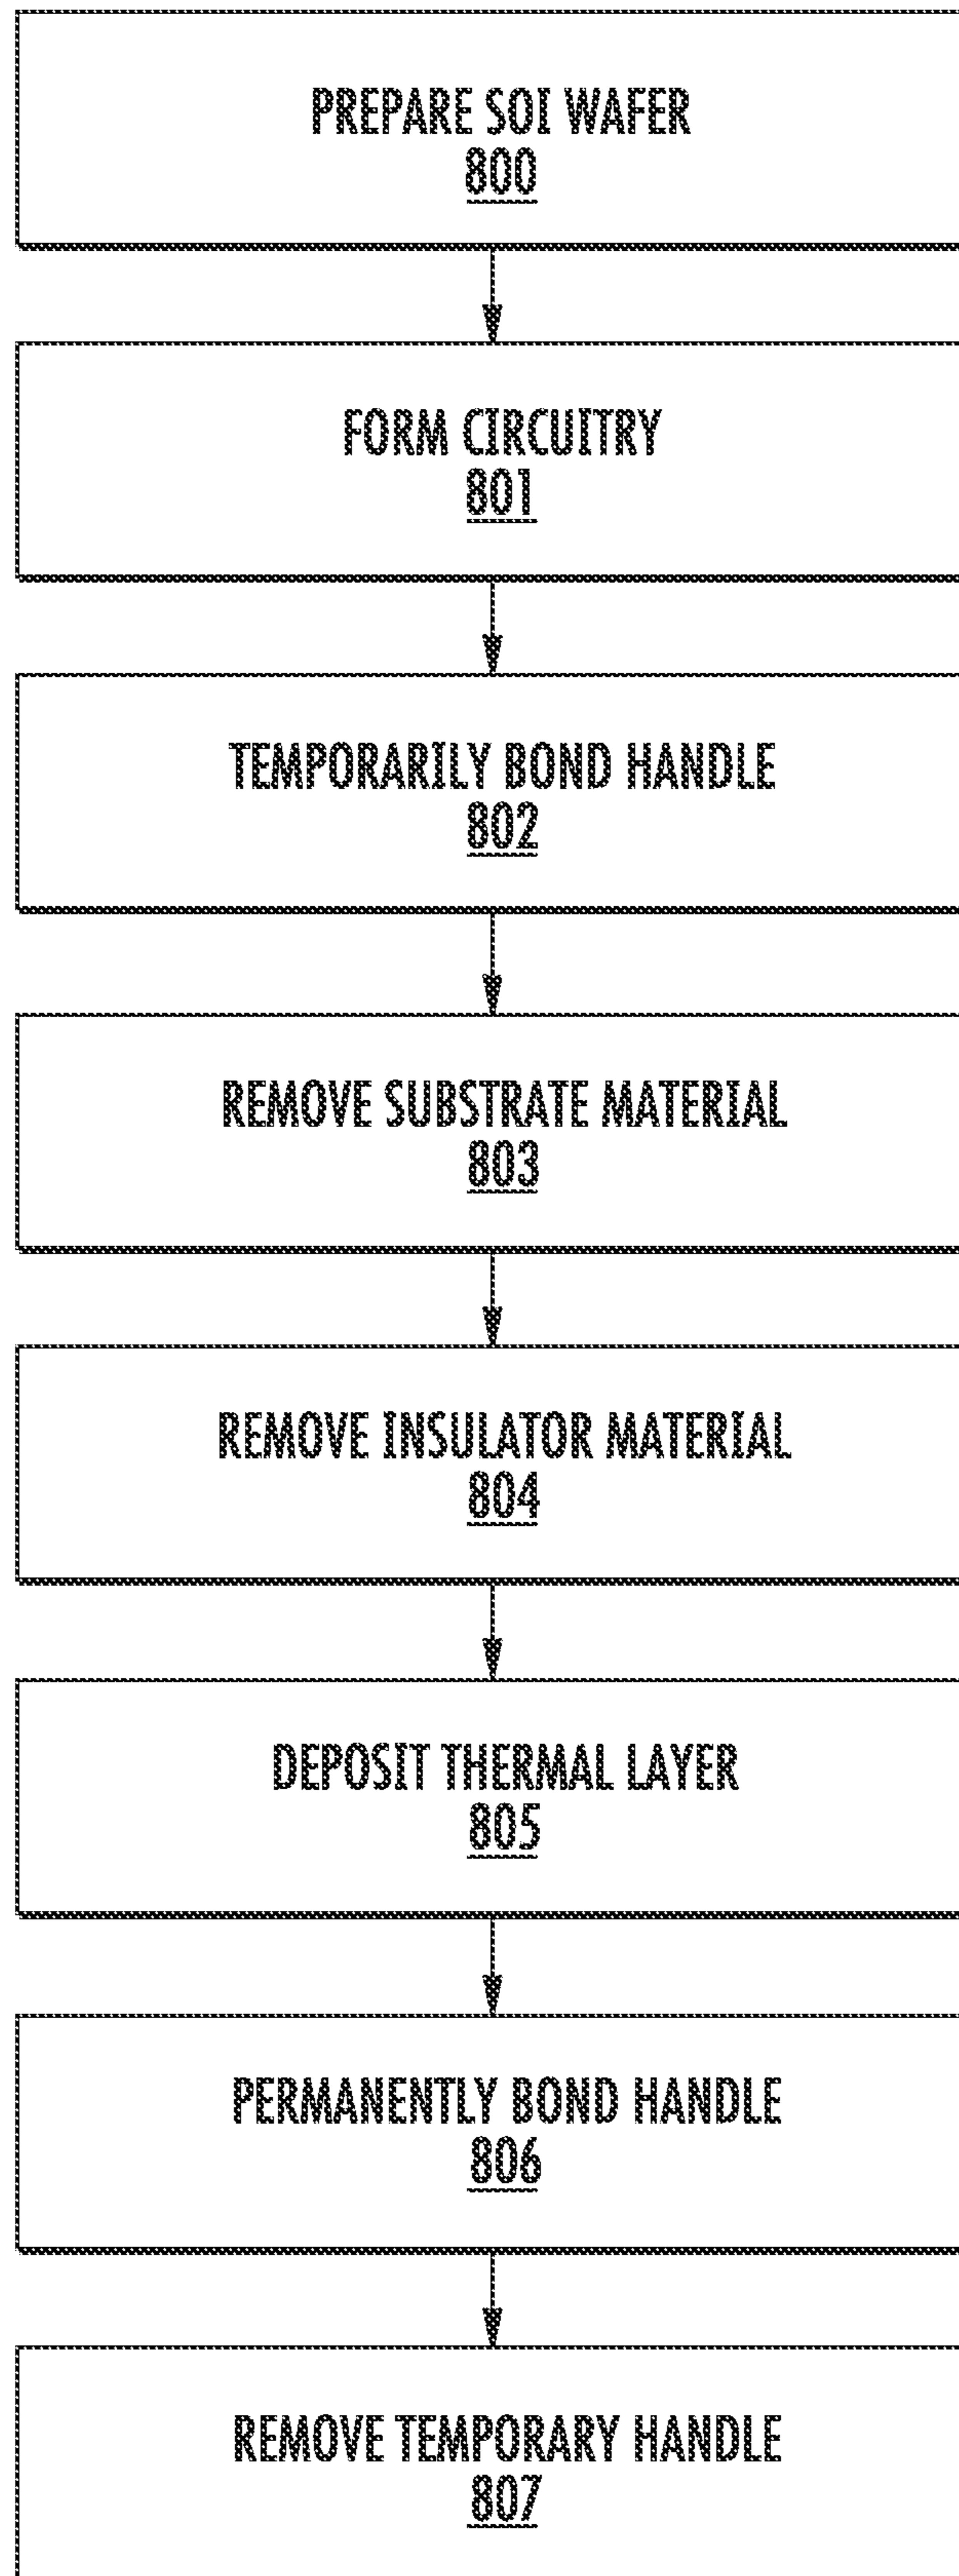 PREPARE SOI WAFER
800
FORM CIRCUITRY
801
TEMPORARILY BOND HANDLE
802
REMOVE SUBSTRATE MATERIAL
803
REMOVE INSULATOR MATERIAL
804
DEPOSIT THERMAL LAYER
805
PERMANENTLY BOND HANDLE
806
REMOVE TEMPORARY HANDLE
807